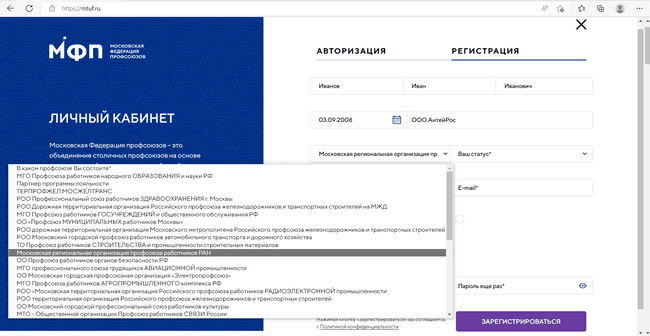 https://mtuf.ru
МФП
МОСКОВСКАЯ
ФЕДЕРАЦИЯ
ПРОФСОЮЗОВ
ЛИЧНЫЙ КАБИНЕТ
Московская Федерация профсоюзов – это
объединение столичных профсоюзов на основе
АВТОРИЗАЦИЯ
РЕГИСТРАЦИЯ
Иванов
Иван
Иванович
03.09.2008
ООО АнтейРос
Московская региональная организация пр
Ваш статус*
E-mail*
В каком профсоюзе Вы состоите*
МГО Профсоюза работников народного ОБРАЗОВАНИЯ и науки РФ
Партнер программы лояльности
ТЕРПРОФЖЕЛ МОСЖЕЛТРАНС
РОО Профессиональный союз работников ЗДРАВООХРАНЕНИЯ г. Москвы
РОО Дорожная территориальная организация Российского профсоюза железнодорожников и транспортных строителей на МЖД
МГО Профсоюза работников ГОСУЧРЕЖДЕНИЙ и общественного обслуживания РФ
ОО «Профсоюз МУНИЦИПАЛЬНЫХ работников Москвы»
РОО дорожная территориальная организация Московского метрополитена Российского профсоюза железнодорожников и транспортных строителей
РОО Московский городской профсоюз работников автомобильного транспорта и дорожного хозяйства
ТО Профсоюз работников СТРОИТЕЛЬСТВА и промышленности строительных материалов
Московская региональная организация профсоюза работников РАН
ОО Профсоюз работников органов безопасности РФ
МГО профессионального союза трудящихся АВИАЦИОННОЙ промышленности
ОО Московская городская профсоюзная организация «Электропрофсоюз»
МГО Профсоюза работников АГРОПРОМЫШЛЕННОГО комплекса РФ
РОО «Московская территориальная организация Российского профсоюза работников РАДИОЭЛЕКТРОННОЙ промышленности»
РОО территориальная организация Российского профсоюза железнодорожников и транспортных строителей
ОО Московский городской профессиональный союз работников культуры
МТО - Общественной организации Профсоюз работников СВЯЗИ России
Пароль еще раз*
Нажимая кнопку «Зарегистрироваться» вы соглашаетесь
с Политикой конфиденциальности
ЗАРЕГИСТРИРОВАТЬСЯ